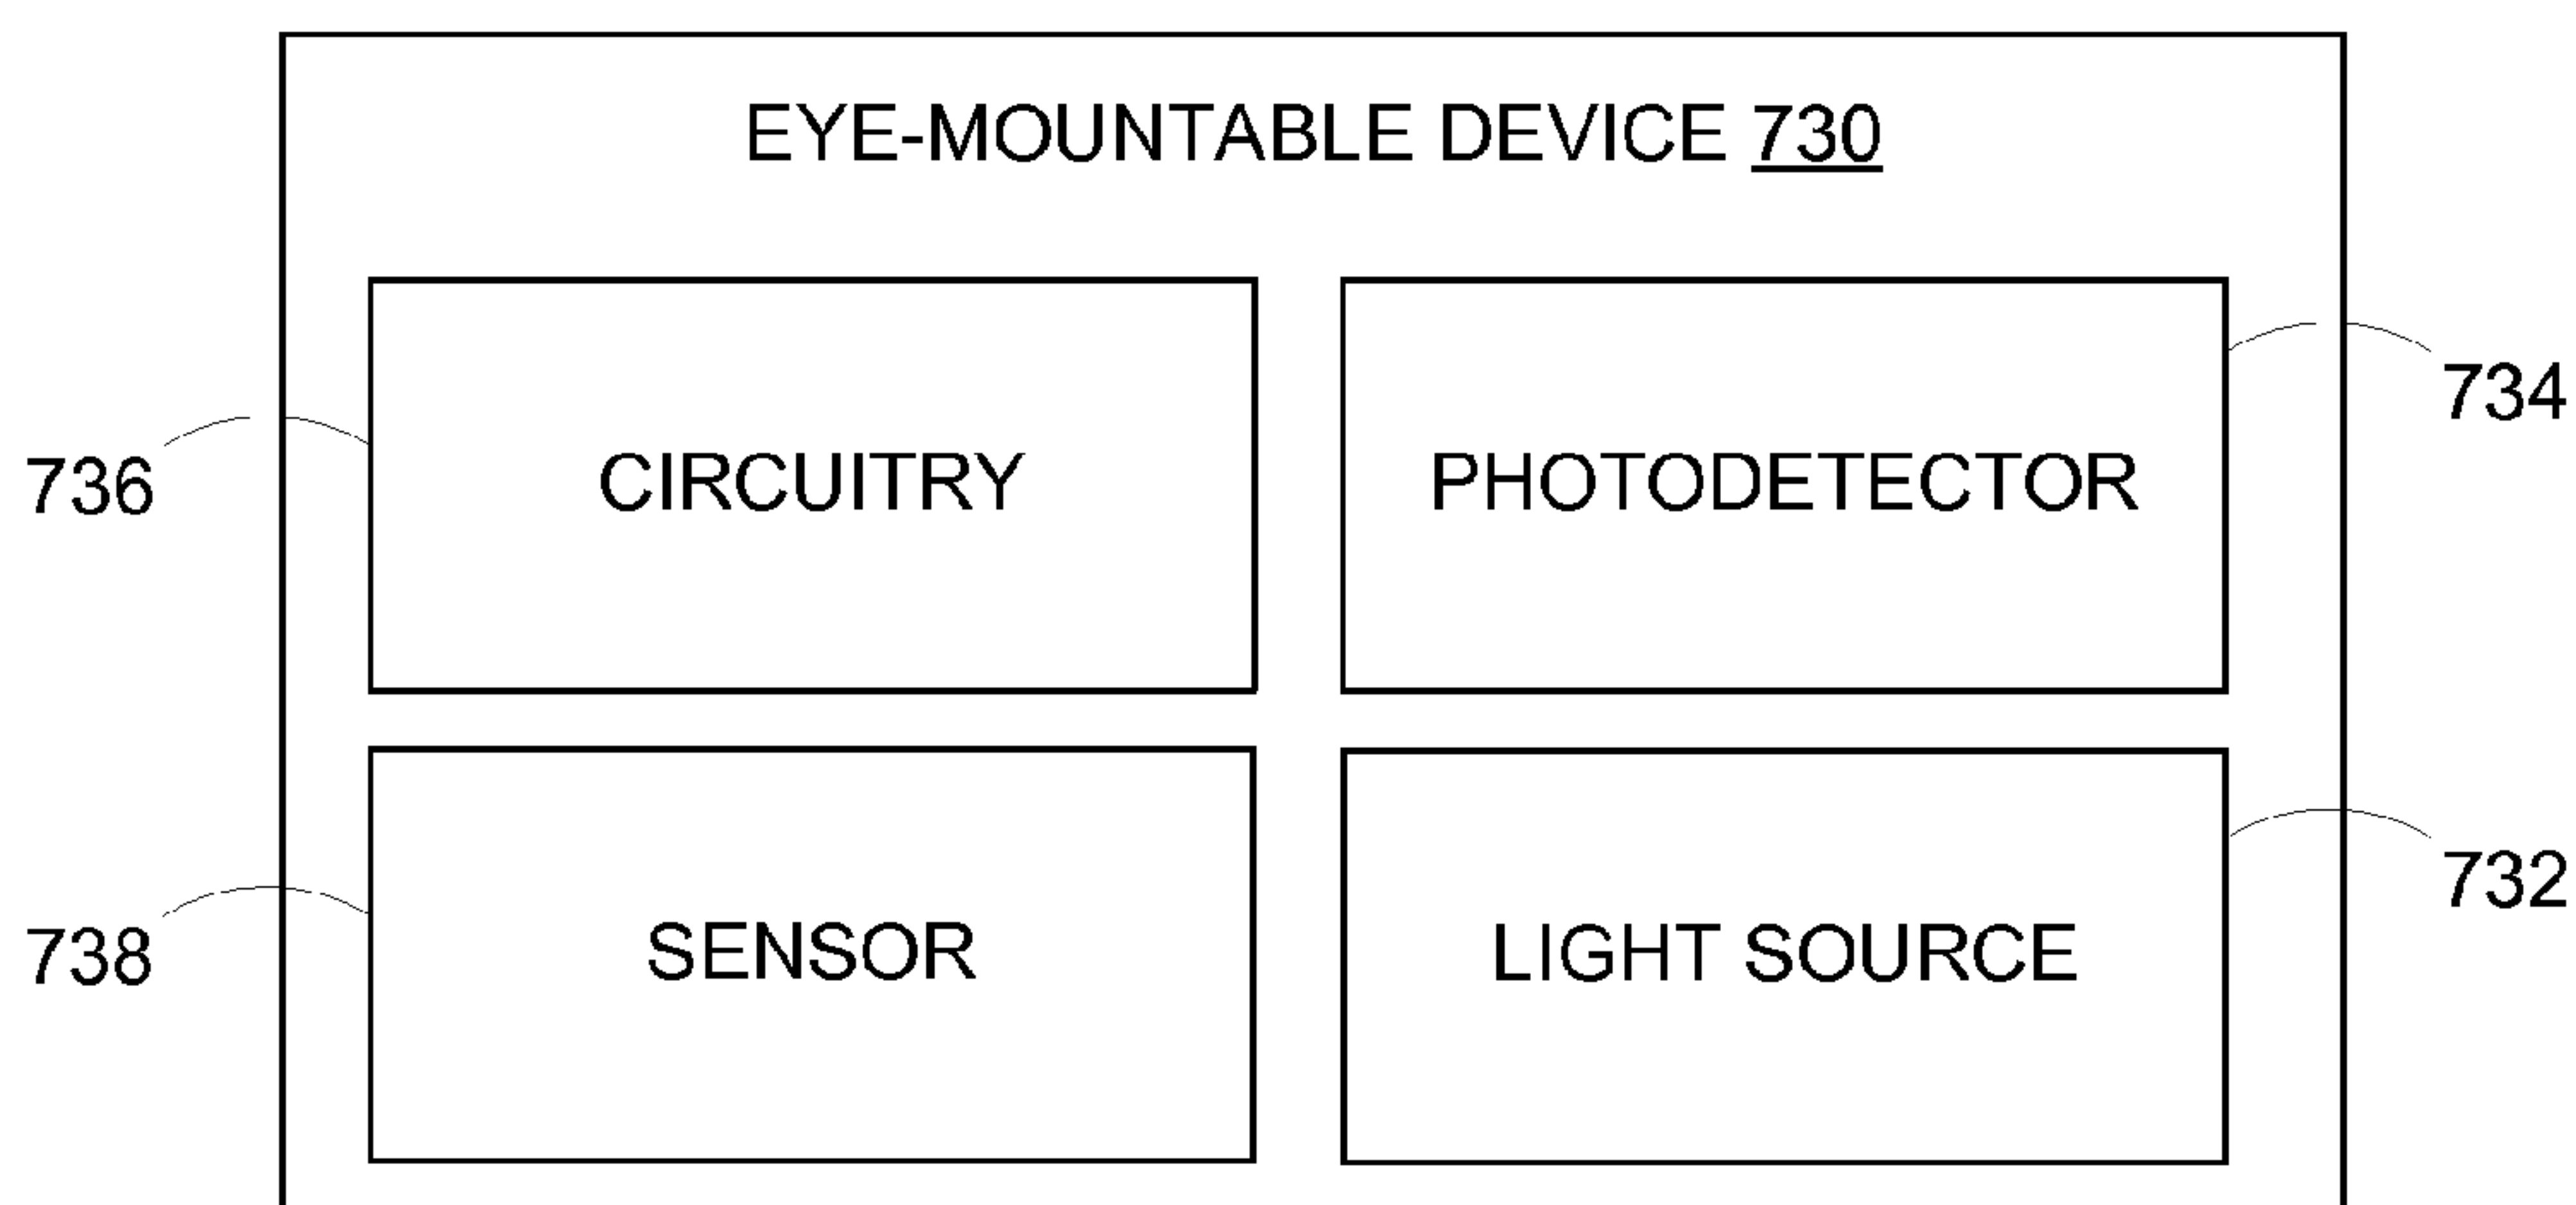 EYE-MOUNTABLE DEVICE 730
734
736
CIRCUITRY
PHOTODETECTOR
732
738
SENSOR
LIGHT SOURCE